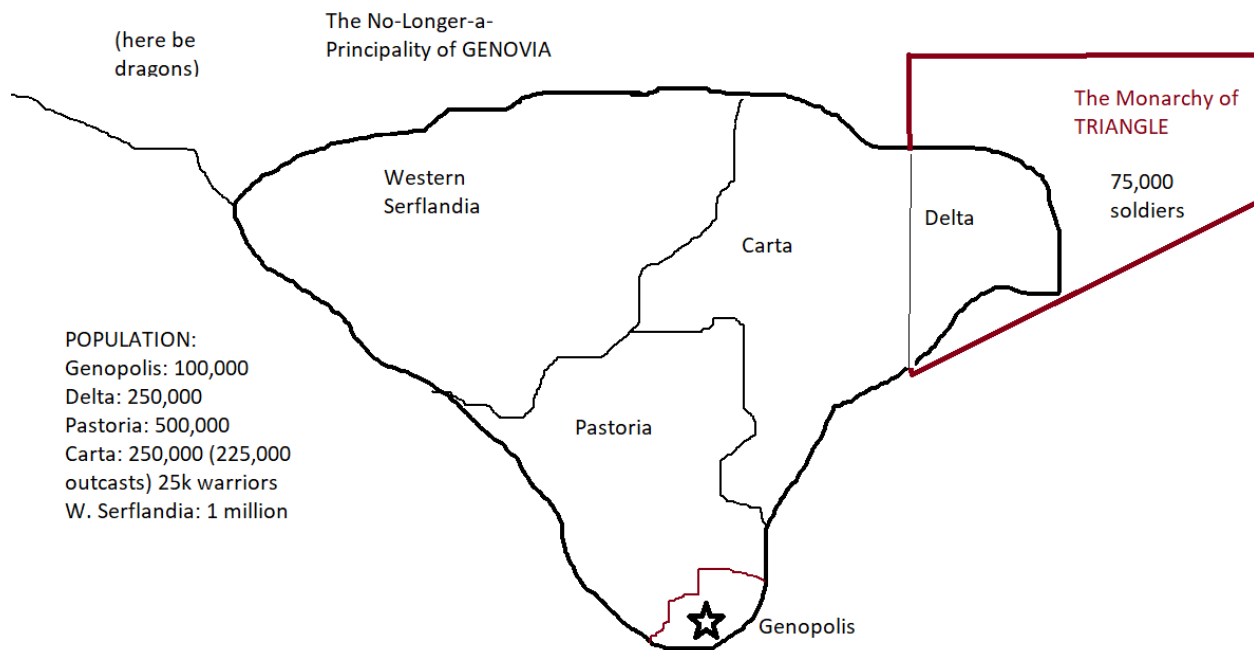 (here be
dragons)
The No-Longer-a-
Principality of GENOVIA
The Monarchy of
TRIANGLE
75,000
soldiers
Western
Serflandia
Carta
Delta
POPULATION:
Genopolis: 100,000
Delta: 250,000
Pastoria: 500,000
Carta: 250,000 (225,000
outcasts) 25k warriors
W. Serflandia: 1 million
Pastoria
Genopolis